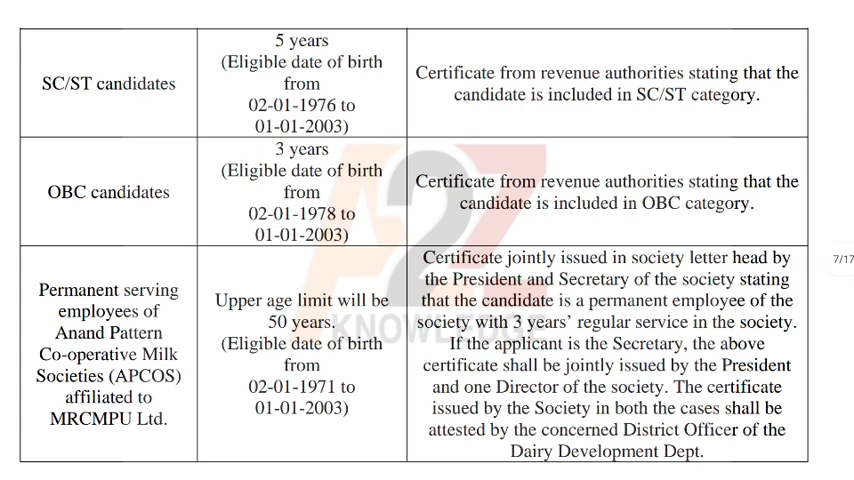 SC/ST candidates
5 years
(Eligible date of birth
from
02-01-1976 to
01-01-2003)
Certificate from revenue authorities stating that the
candidate is included in SC/ST category.
OBC candidates
3 years
(Eligible date of birth
from
02-01-1978 to
01-01-2003)
Certificate from revenue authorities stating that the
candidate is included in OBC category.
Permanent serving
employees of
Anand Pattern
Co-operative Milk
Societies (APCOS)
affiliated to
MRCMPU Ltd.
Upper age limit will be
50 years.
(Eligible date of birth
from
02-01-1971 to
01-01-2003)
Certificate jointly issued in society letter head by
the President and Secretary of the society stating
that the candidate is a permanent employee of the
society with 3 years' regular service in the society.
If the applicant is the Secretary, the above
certificate shall be jointly issued by the President
and one Director of the society. The certificate
issued by the Society in both the cases shall be
attested by the concerned District Officer of the
Dairy Development Dept.
A2Z
KNOWLEDGE
7/17